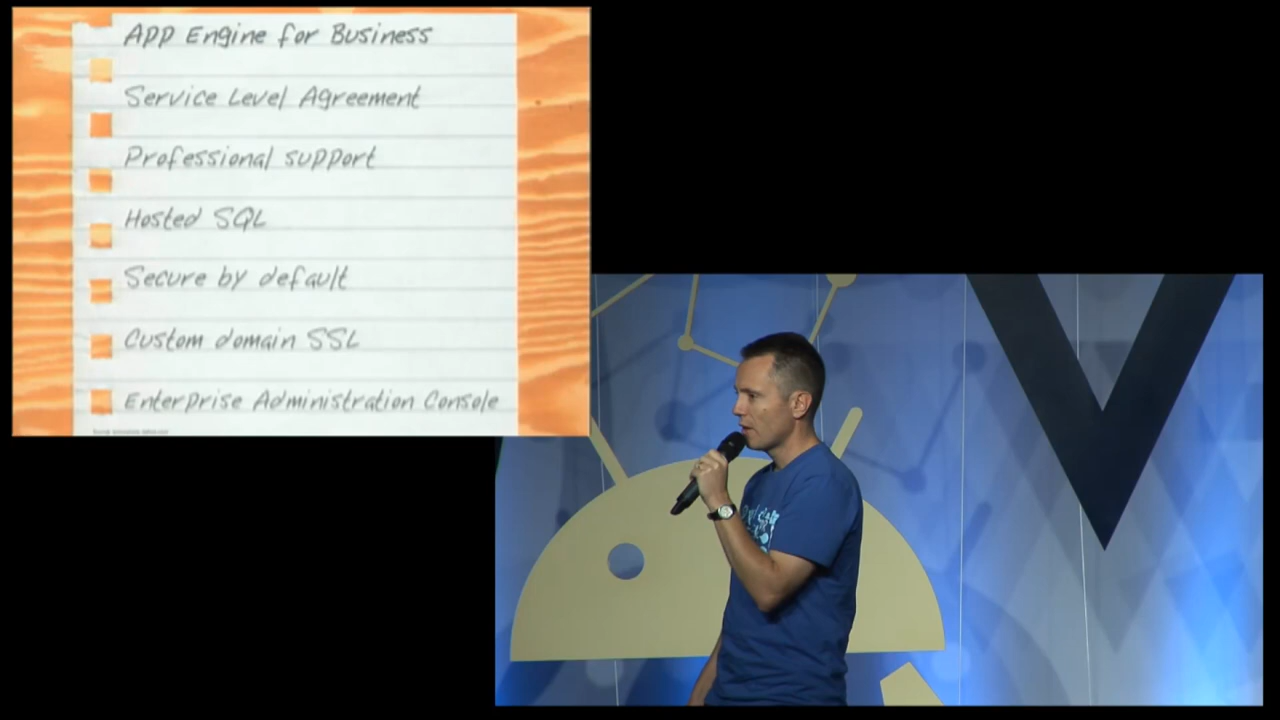 App Engine for Business
Service Level Agreement
Professional support
Hosted SQL
Secure by default
Custom domain SSL
Enterprise Administration Console